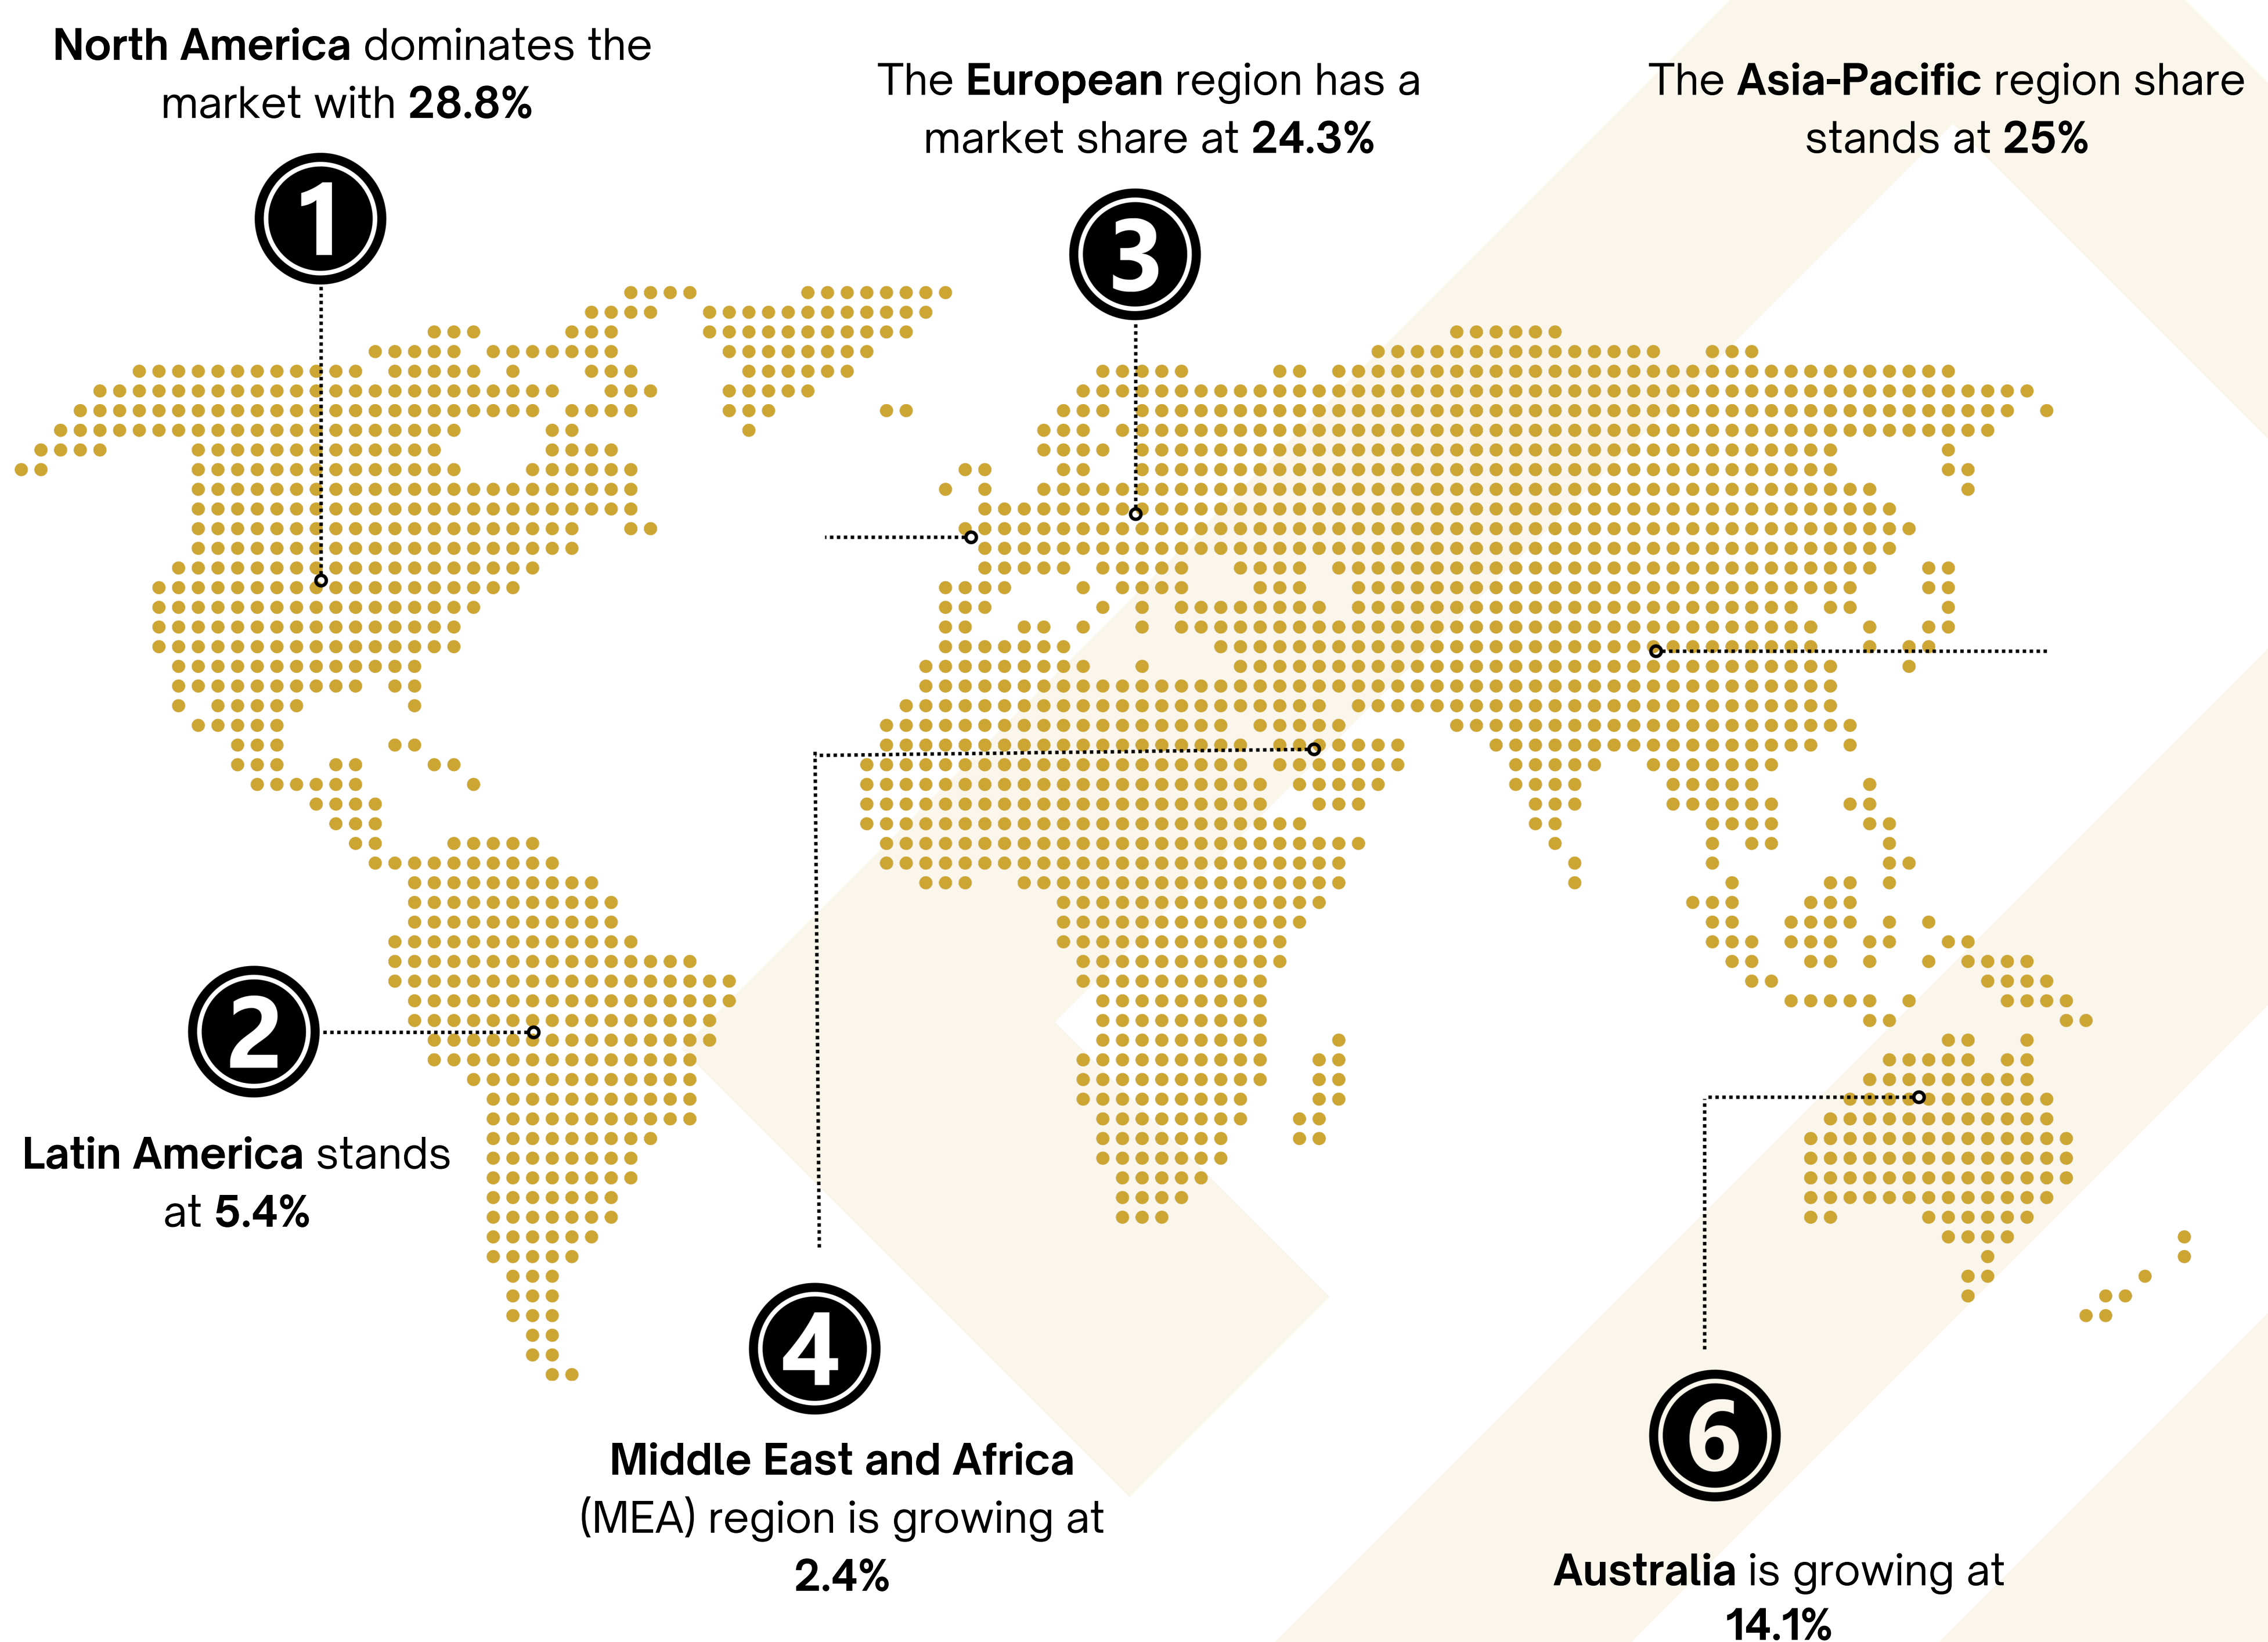 North America dominates the
market with 28.8%
1
The European region has a
market share at 24.3%
3
The Asia-Pacific region share
stands at 25%
2
Latin America stands
at 5.4%
4
Middle East and Africa
(MEA) region is growing at
2.4%
6
Australia is growing at
14.1%